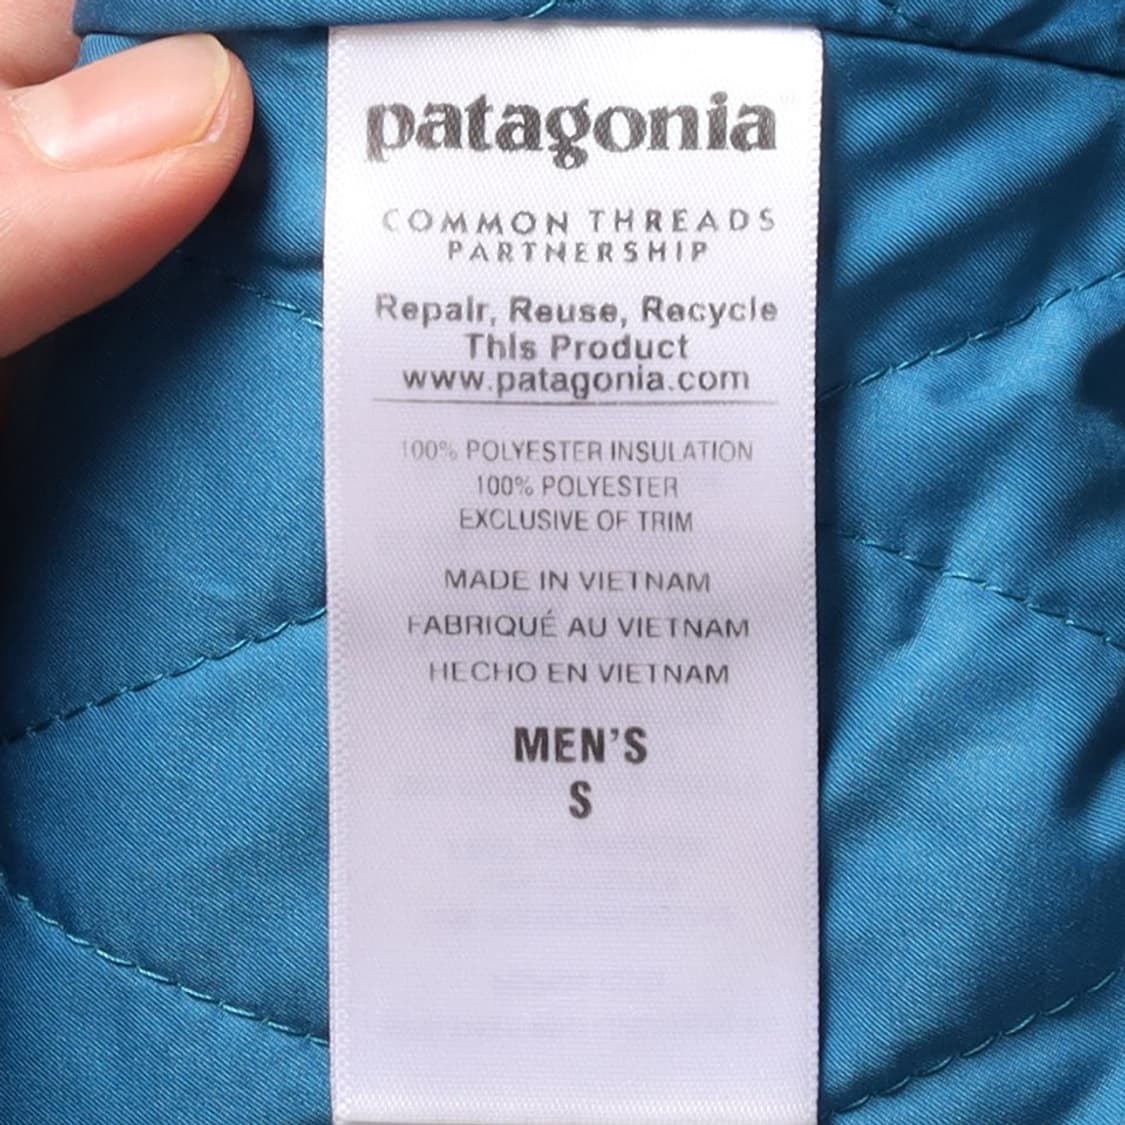 patagonia
COMMON THREADS
PARTNERSHIP
Repair, Reuse, Recycle
This Product
www.patagonia.com
100% POLYESTER INSULATION
100% POLYESTER
EXCLUSIVE OF TRIM
MADE IN VIETNAM
FABRIQUÉ AU VIETNAM
HECHO EN VIETNAM
MEN'S
S